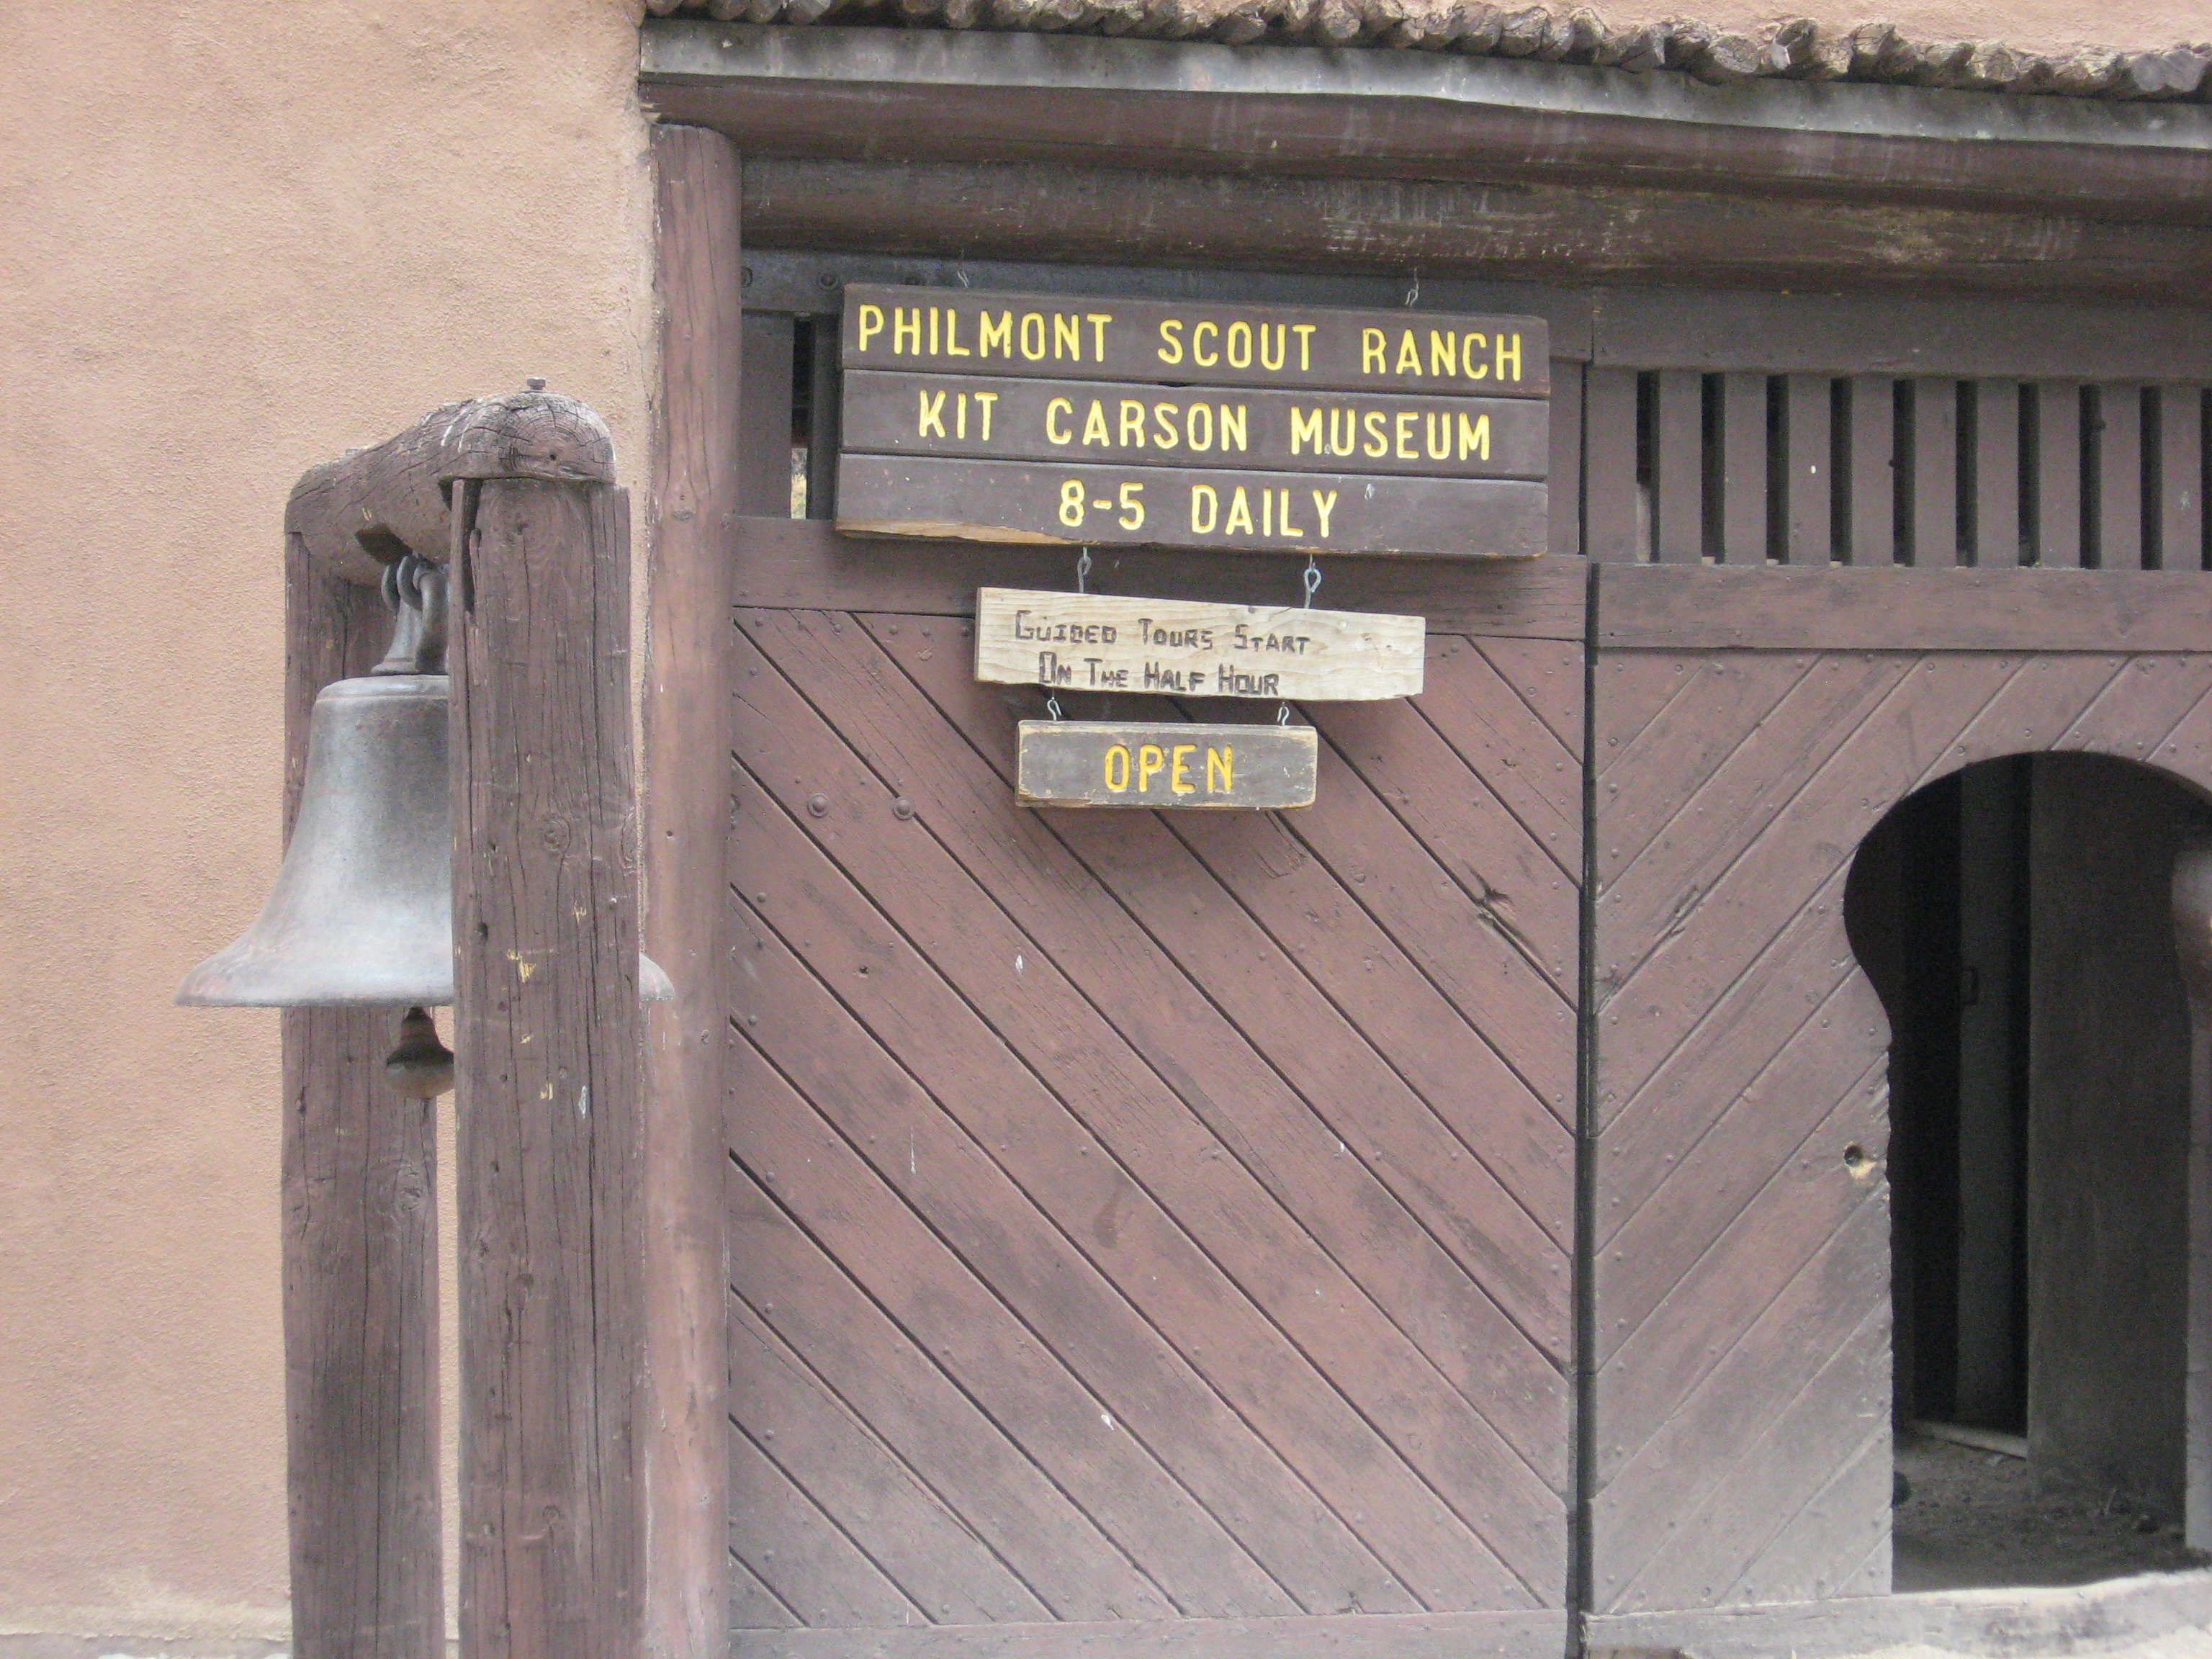 PHILMONT SCOUT RANCH
KIT CARSON MUSEUM
8-5 DAILY
GUIDED TOURS START
ON THE HALF HOUR
OPEN